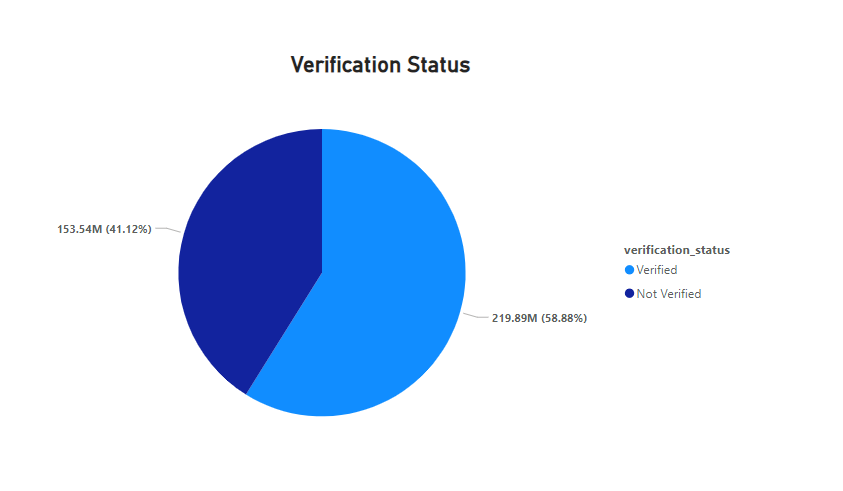 Verification Status
153.54M (41.12%)
219.89M (58.88%)
verification_status
Verified
Not Verified